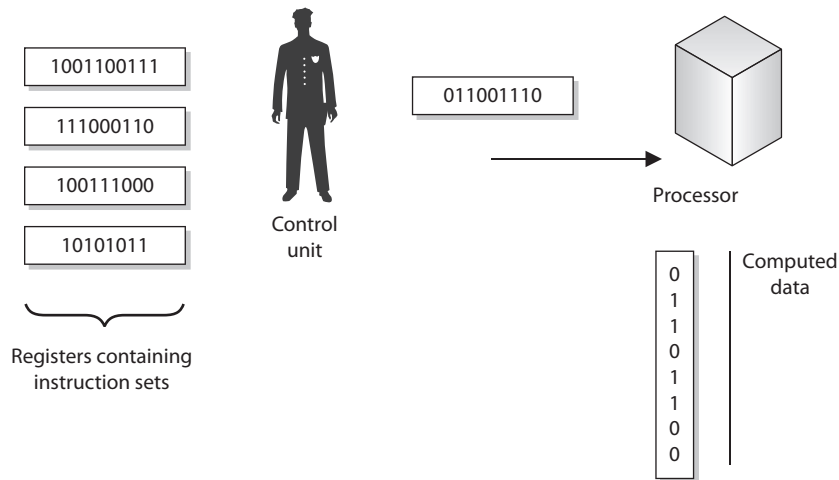 1001100111
111000110
100111000
10101011
Registers containing
instruction sets
Control
unit
011001110
Processor
0
1
1
0
1
1
0
0
Computed
data